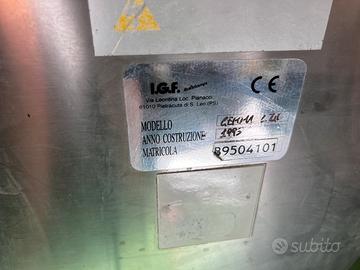 I.G.F.
Via Leontina Loc. Pianacci
61010 Pietracuta di S. Leo (PS)
CE
MODELLO
ANNO COSTRUZIONE 1995
MATRICOLA B9504101
subito